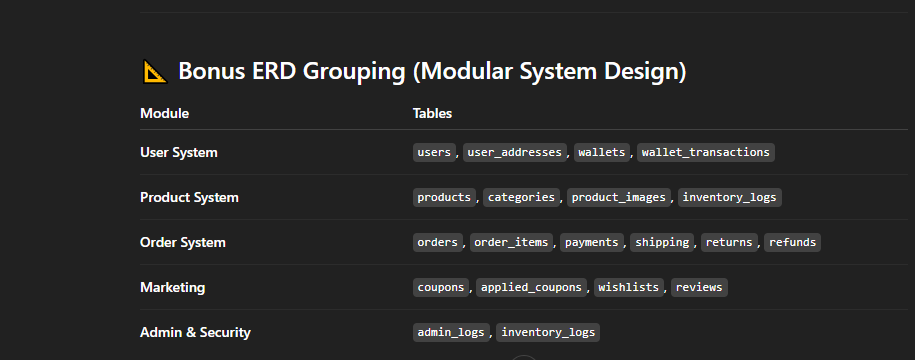 📐 Bonus ERD Grouping (Modular System Design)
Module Tables
User System users, user_addresses, wallets, wallet_transactions
Product System products, categories, product_images, inventory_logs
Order System orders, order_items, payments, shipping, returns, refunds
Marketing coupons, applied_coupons, wishlists, reviews
Admin & Security admin_logs, inventory_logs